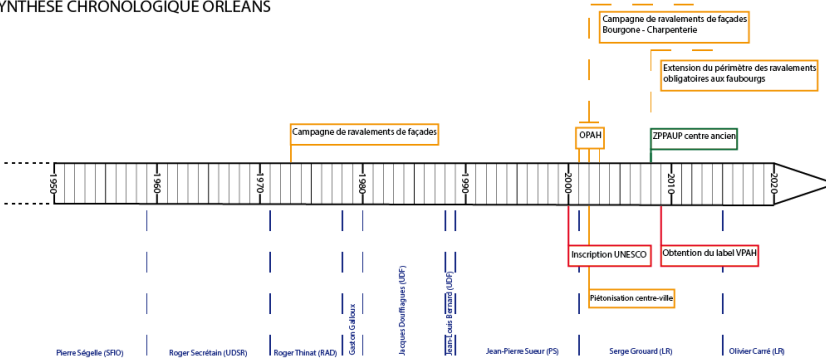 YNTHÈSE CHRONOLOGIQUE ORLÉANS
Campagne de ravalements de façades
Bourgone - Charpenterie
Extension du périmètre des ravalements
obligatoires aux faubourgs
Campagne de ravalements de façades
OPAH
ZPPAUP centre ancien
1950
1960
1970
1980
1990
2000
2010
2020
Inscription UNESCO
Obtention du label VPAH
Piétonisation centre-ville
Pierre Ségelle (SFIO)
Roger Secrétain (UDSR)
Roger Thinat (RAD)
Gaston Galloux
Jacques Douffiagues (UDF)
Jean-Louis Bernard (UDF)
Jean-Pierre Sueur (PS)
Serge Grouard (LR)
Olivier Carré (LR)